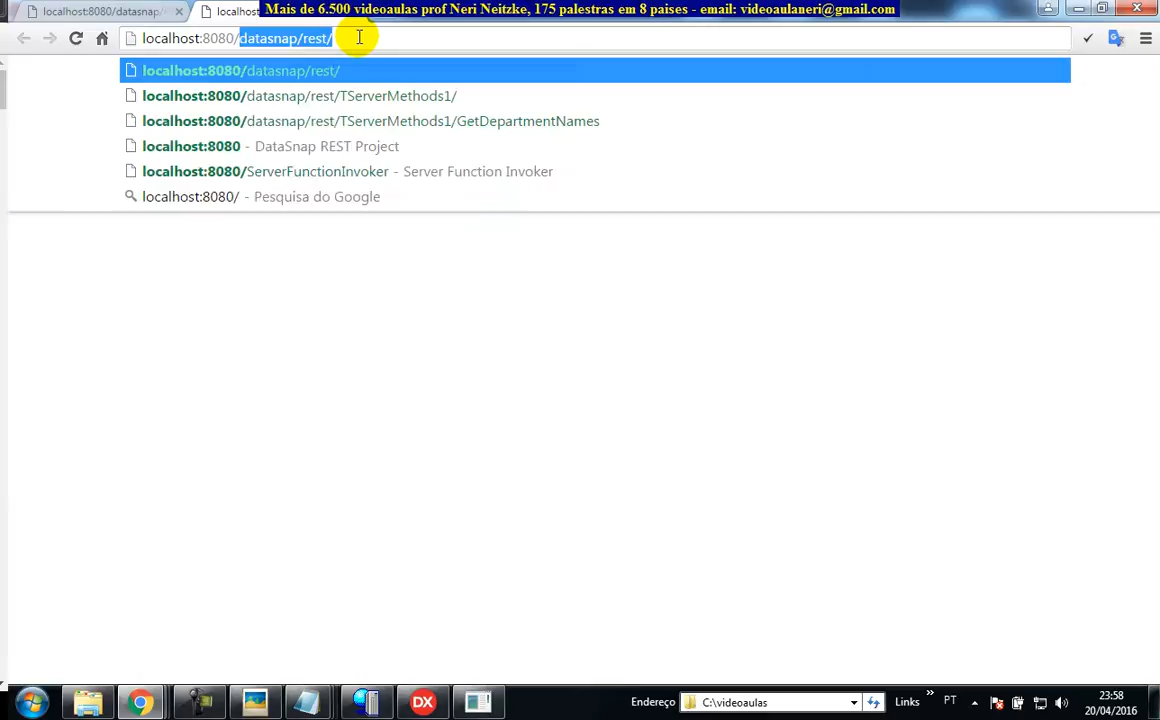 localhost:8080/datasnap/
localhost
Mais de 6.500 videoaulas prof Neri Neitzke, 175 palestras em 8 paises - email: videoaulaneri@gmail.com
localhost:8080/datasnap/rest/
localhost:8080/datasnap/rest/
localhost:8080/datasnap/rest/TServerMethods1/
localhost:8080/datasnap/rest/TServerMethods1/GetDepartmentNames
localhost:8080 - DataSnap REST Project
localhost:8080/ServerFunctionInvoker - Server Function Invoker
localhost:8080/ - Pesquisa do Google
DX
Endereço
C:\videoaulas
Links
»
PT
23:58
20/04/2016